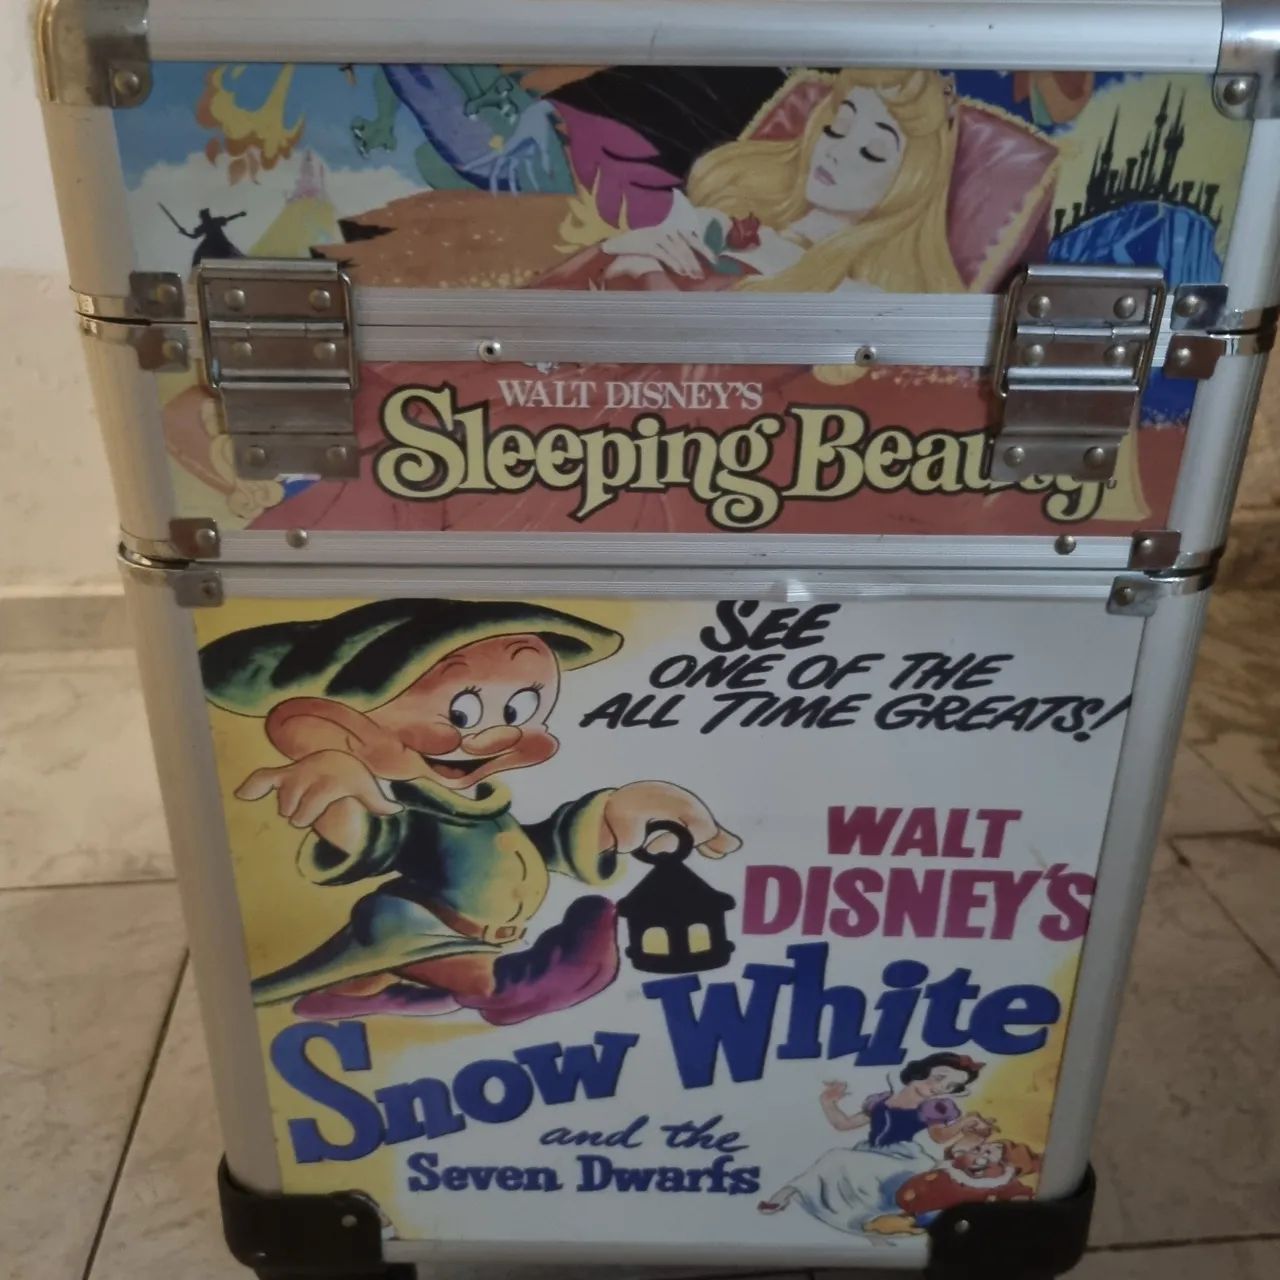 WALT DISNEY'S
Sleeping Beauty
SEE
ONE OF THE
ALL TIME GREATS!
WALT
DISNEY'S
Snow White
and the
Seven Dwarfs